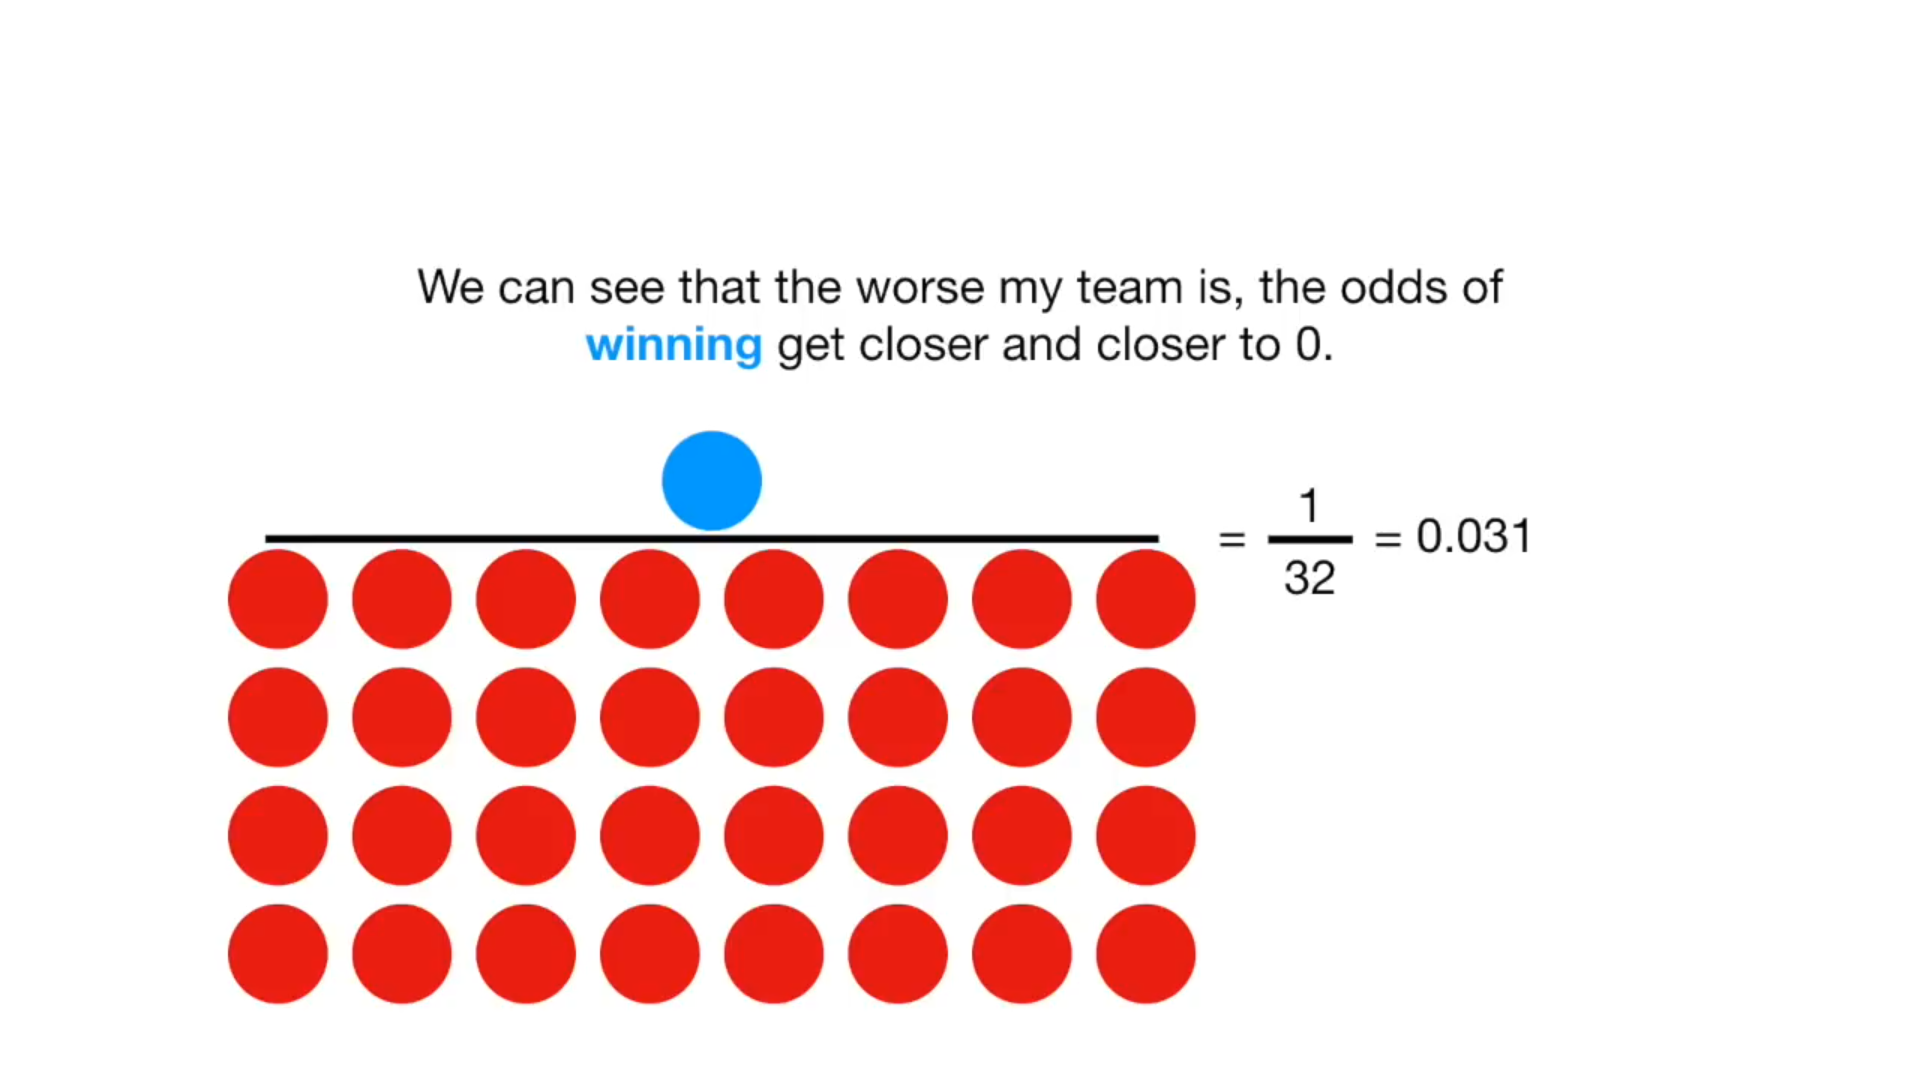 We can see that the worse my team is, the odds of
winning get closer and closer to 0.
= 1/32 = 0.031